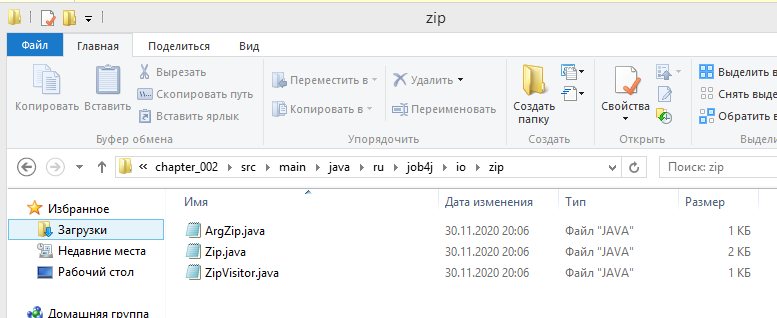 zip
Файл Главная Поделиться Вид
Копировать
Вставить
Вырезать
Скопировать путь
Вставить ярлык
Буфер обмена
Переместить в
Копировать в
Удалить
Переименовать
Упорядочить
Создать папку
Создать
Свойства
Открыть
Выделить в
Снять выде
Обратить в
« chapter_002 src main java ru job4j io zip
Поиск: zip
Избранное
Загрузки
Недавние места
Рабочий стол
Домашняя группа
Имя Дата изменения Тип Размер
ArgZip.java 30.11.2020 20:06 Файл "JAVA" 1 КБ
Zip.java 30.11.2020 20:06 Файл "JAVA" 2 КБ
ZipVisitor.java 30.11.2020 20:06 Файл "JAVA" 1 КБ